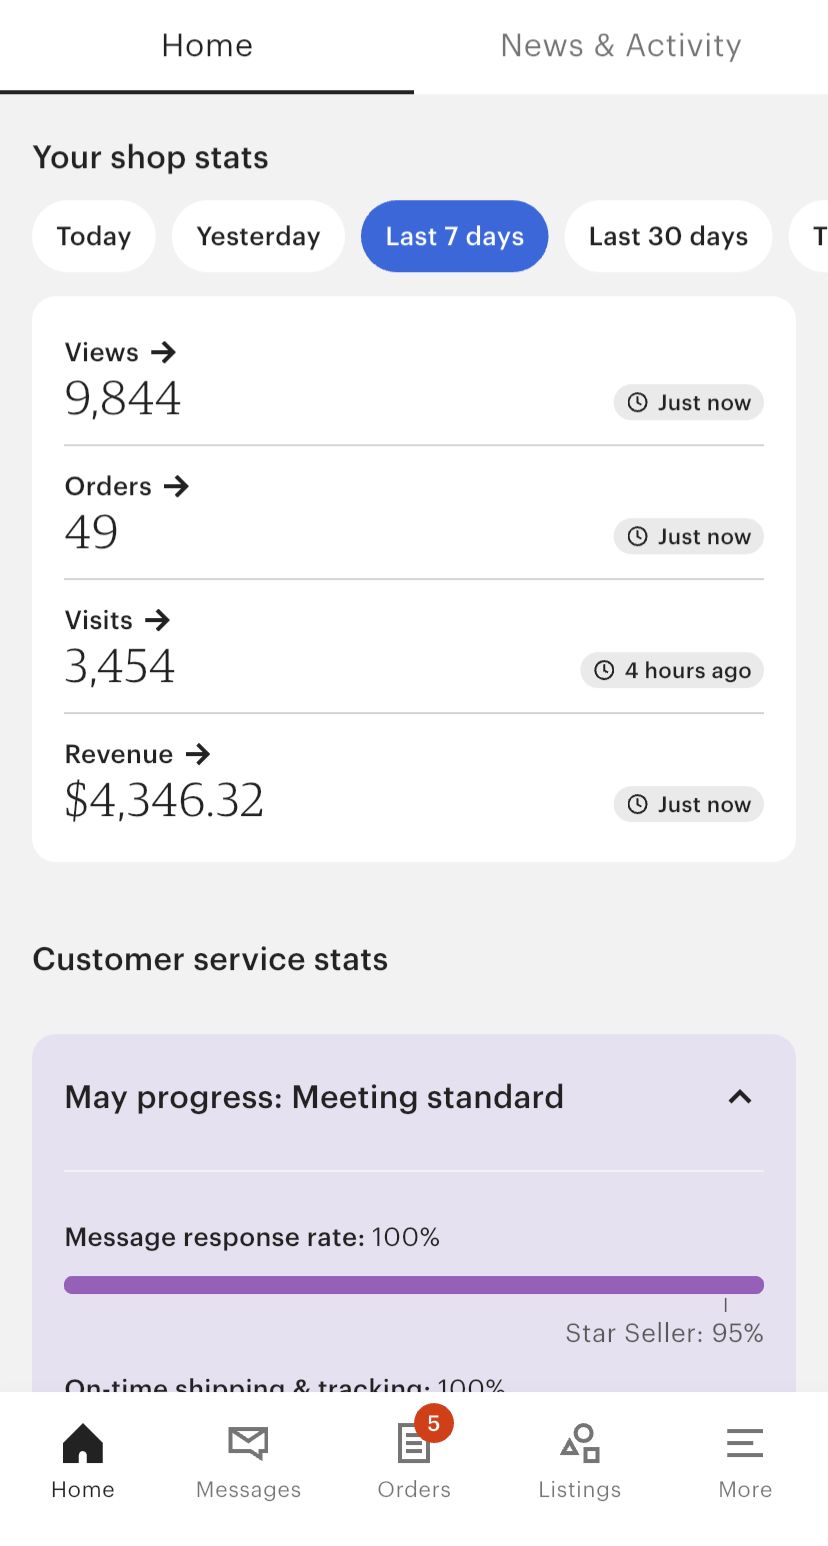 Home
News & Activity
Your shop stats
Today
Yesterday
Last 7 days
Last 30 days
T
Views →
9,844
Just now
Orders →
49
Just now
Visits →
3,454
4 hours ago
Revenue →
$4,346.32
Just now
Customer service stats
May progress: Meeting standard
Message response rate: 100%
Star Seller: 95%
On-time shipping & tracking: 100%
5
Home
Messages
Orders
Listings
More